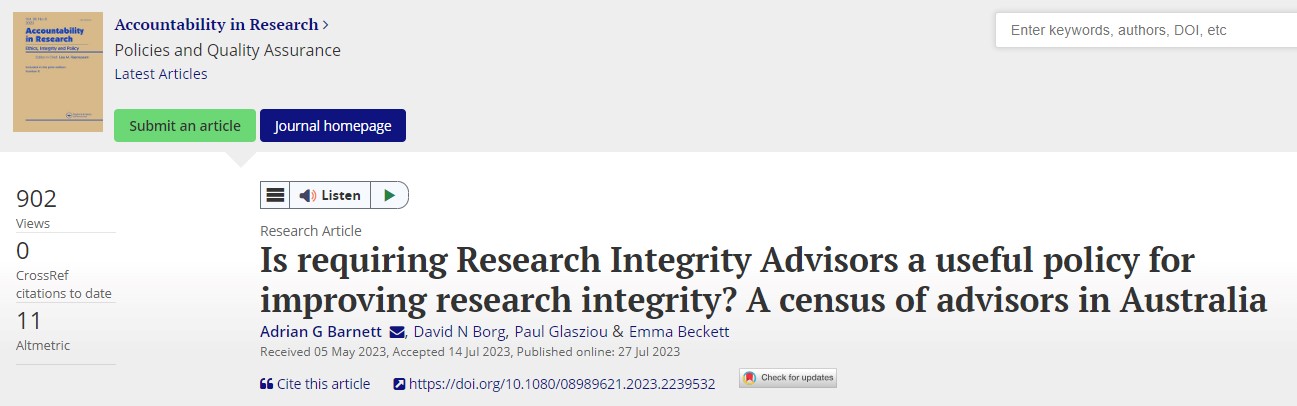 Accountability in Research >
Policies and Quality Assurance
Latest Articles
Enter keywords, authors, DOI, etc
Accountability
in Research
Ethics, Integrity and Policy
Submit an article
Journal homepage
902
Views
0
CrossRef
citations to date
11
Altmetric
Listen
Research Article
Is requiring Research Integrity Advisors a useful policy for
improving research integrity? A census of advisors in Australia
Adrian G Barnett , David N Borg, Paul Glasziou & Emma Beckett
Received 05 May 2023, Accepted 14 Jul 2023, Published online: 27 Jul 2023
Cite this article https://doi.org/10.1080/08989621.2023.2239532 Check for updates